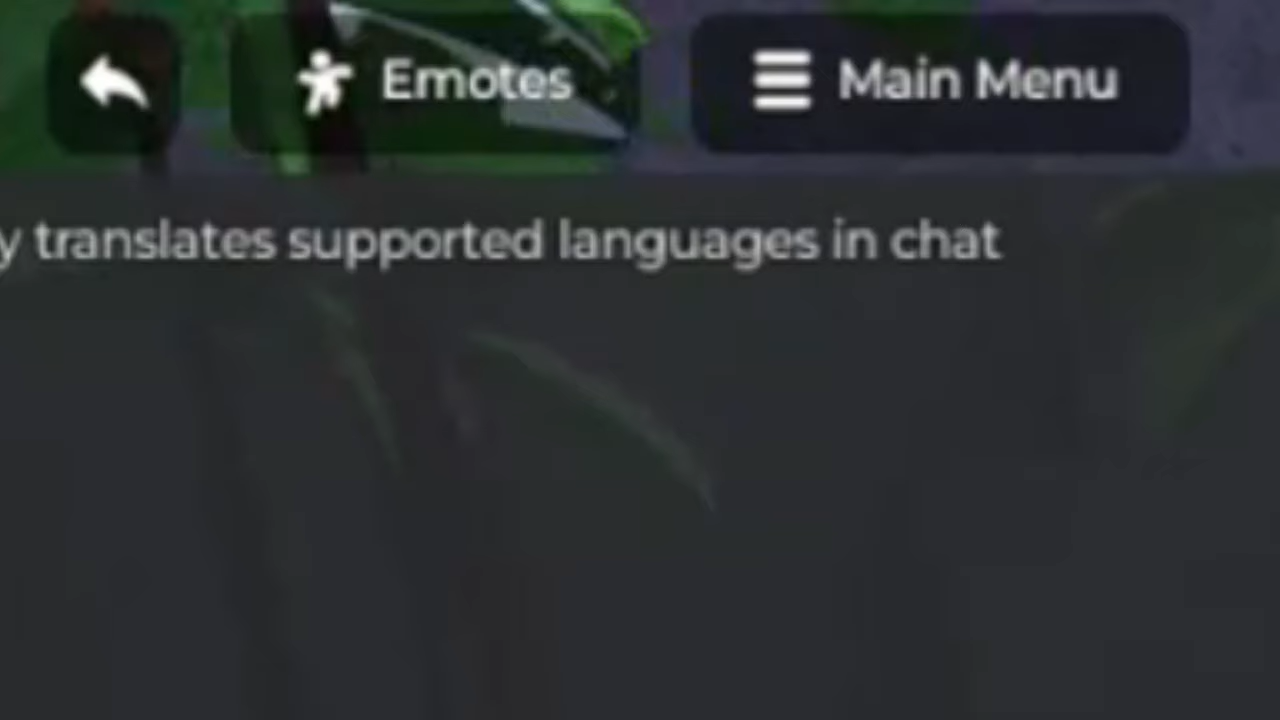 Emotes
Main Menu
translates supported languages in chat